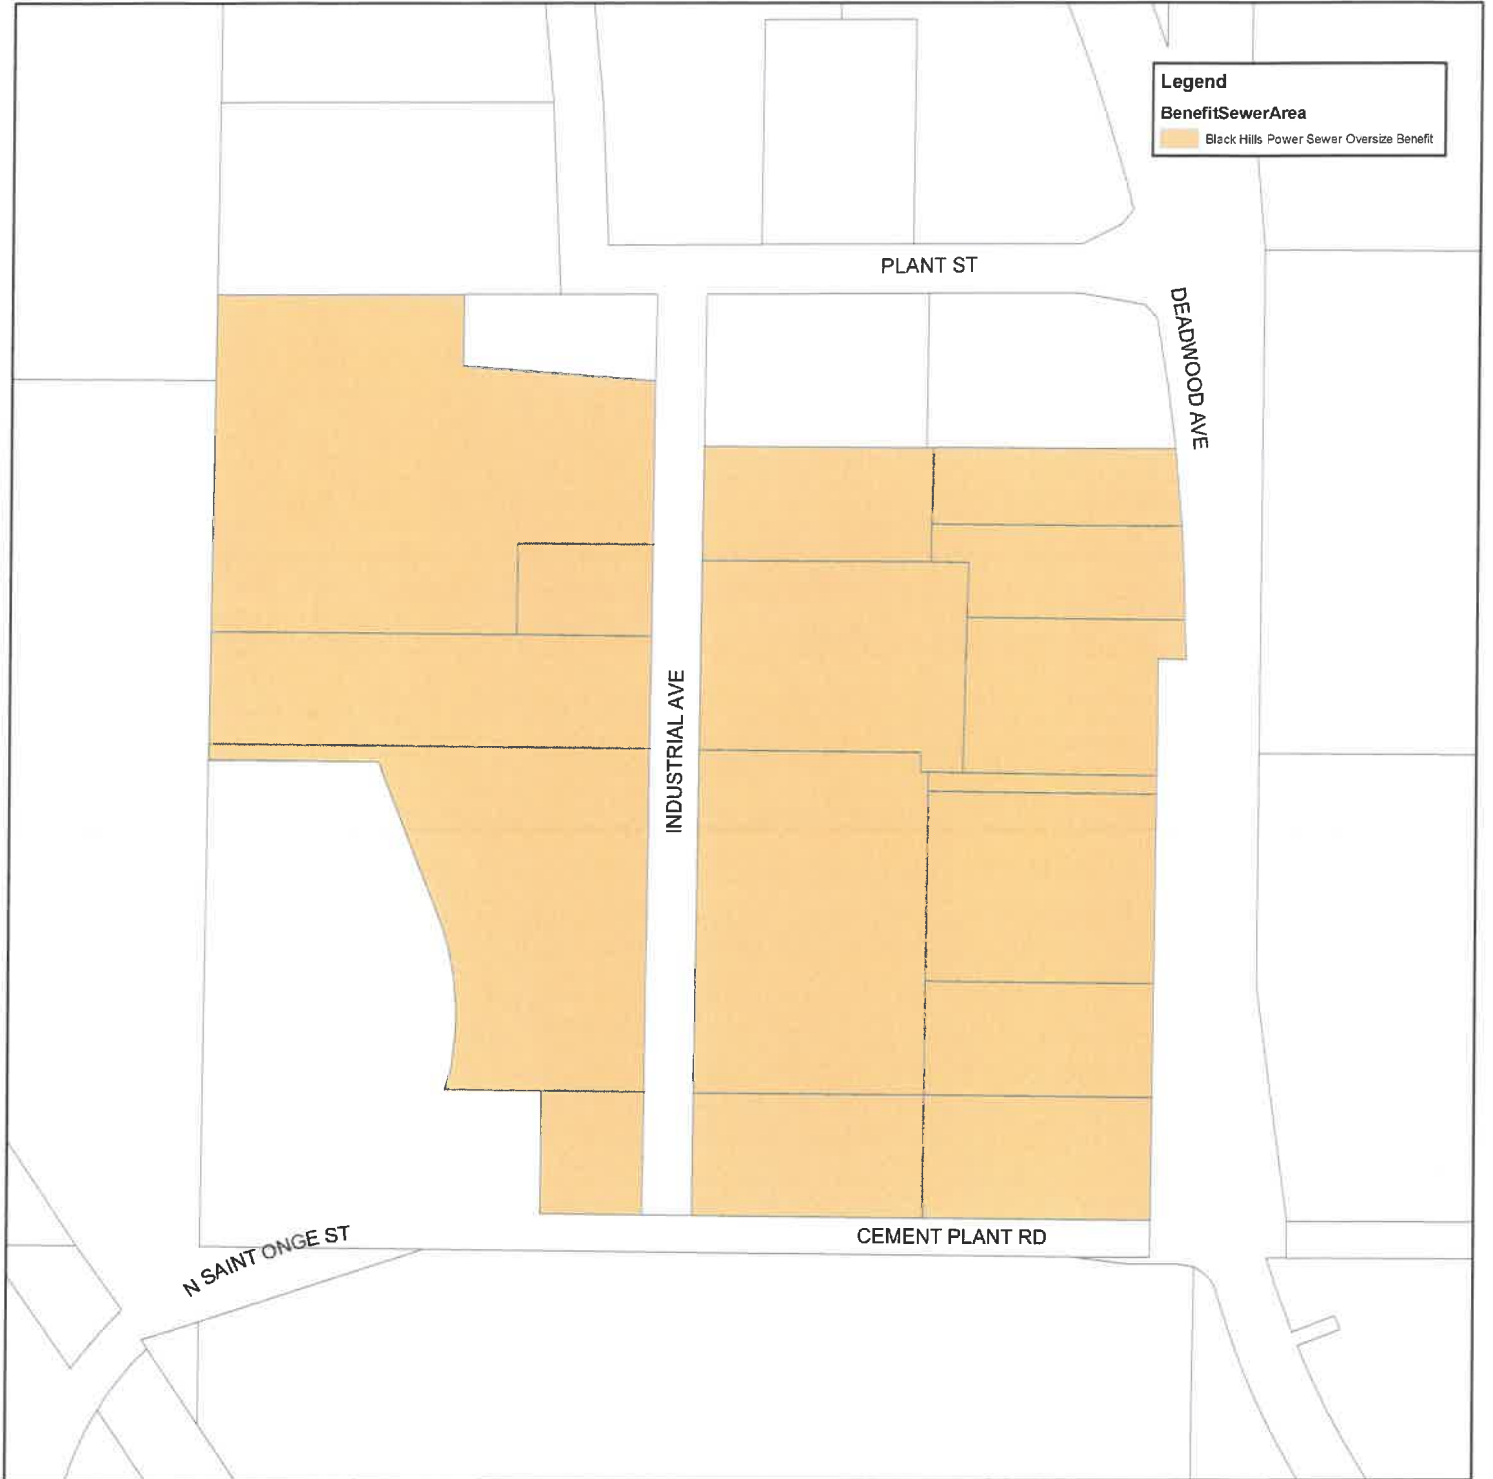 Legend
BenefitSewerArea
Black Hills Power Sewer Oversize Benefit
PLANT ST
DEADWOOD AVE
INDUSTRIAL AVE
CEMENT PLANT RD
N SAINT ONGE ST